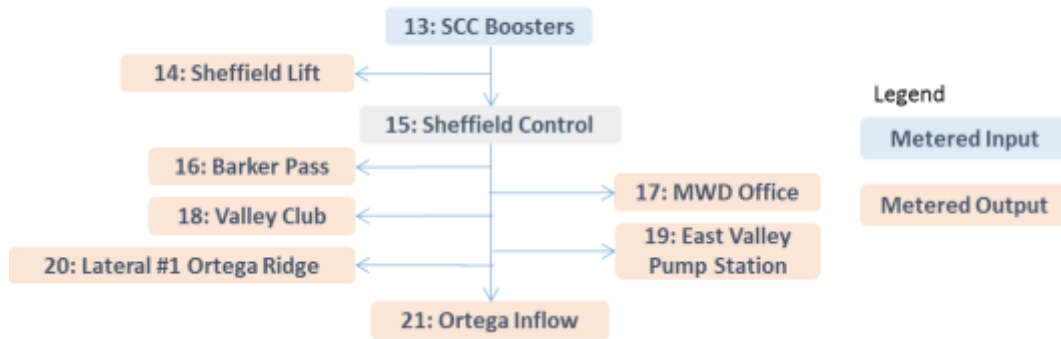 13: SCC Boosters
14: Sheffield Lift
15: Sheffield Control
16: Barker Pass
17: MWD Office
18: Valley Club
19: East Valley
Pump Station
20: Lateral #1 Ortega Ridge
21: Ortega Inflow
Legend
Metered Input
Metered Output